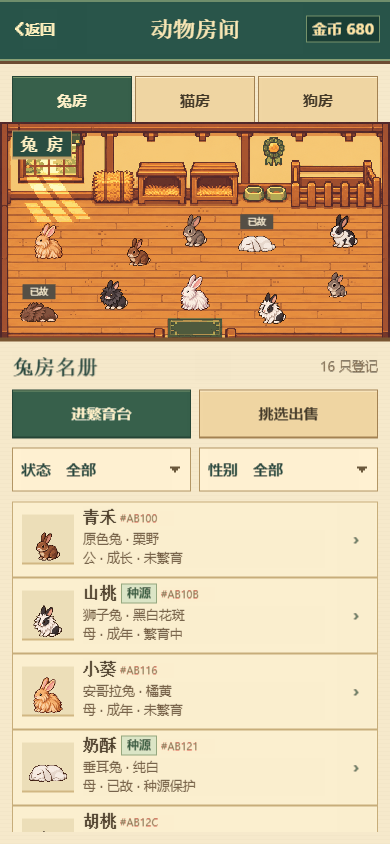 返回
动物房间
金币 680
兔房
猫房
狗房
兔 房
已故
已故
兔房名册
16 只登记
进繁育台
挑选出售
状态 全部
性别 全部
青禾 #AB100
原色兔 · 栗野
公 · 成长 · 未繁育
山桃 种源 #AB10B
狮子兔 · 黑白花斑
母 · 成年 · 繁育中
小葵 #AB116
安哥拉兔 · 橘黄
母 · 成年 · 未繁育
奶酥 种源 #AB121
垂耳兔 · 纯白
母 · 已故 · 种源保护
胡桃 #AB12C